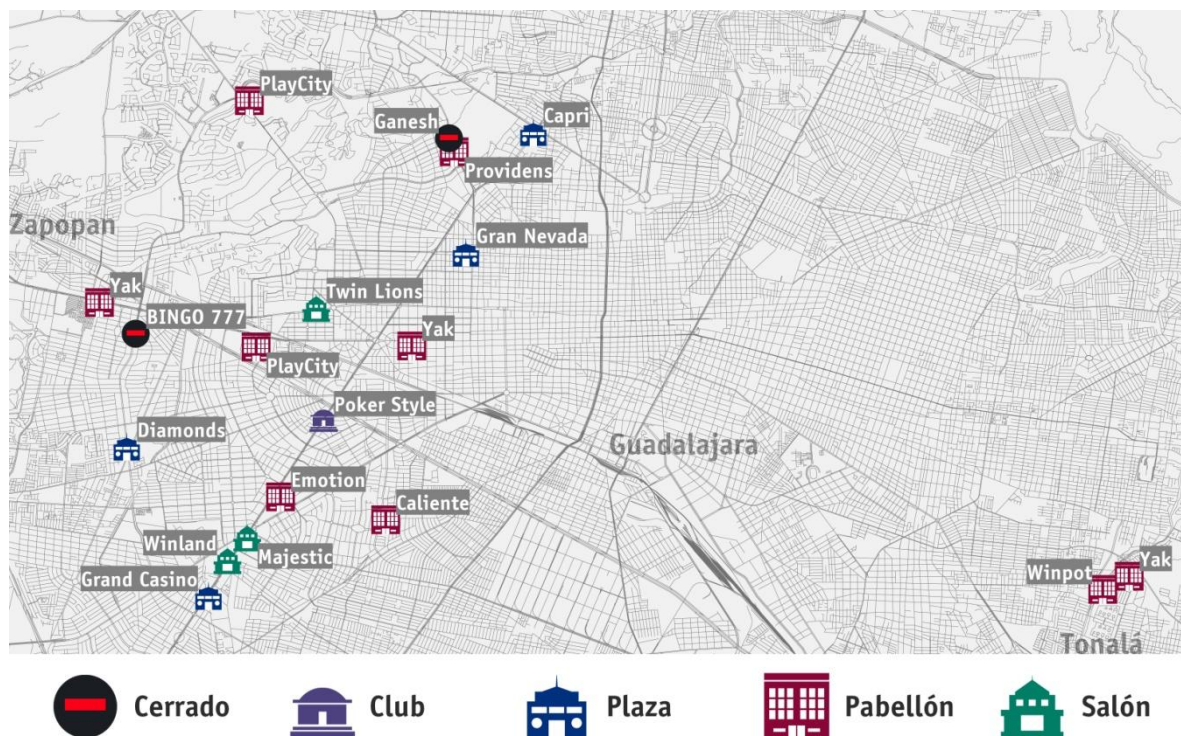 PlayCity
Ganesh
Capri
Providens
Zapopan
Gran Nevada
Yak
Twin Lions
BINGO 777
Yak
PlayCity
Poker Style
Diamonds
Guadalajara
Emotion
Caliente
Winland
Majestic
Grand Casino
Winpot
Yak
Tonalá
Cerrado
Club
Plaza
Pabellón
Salón